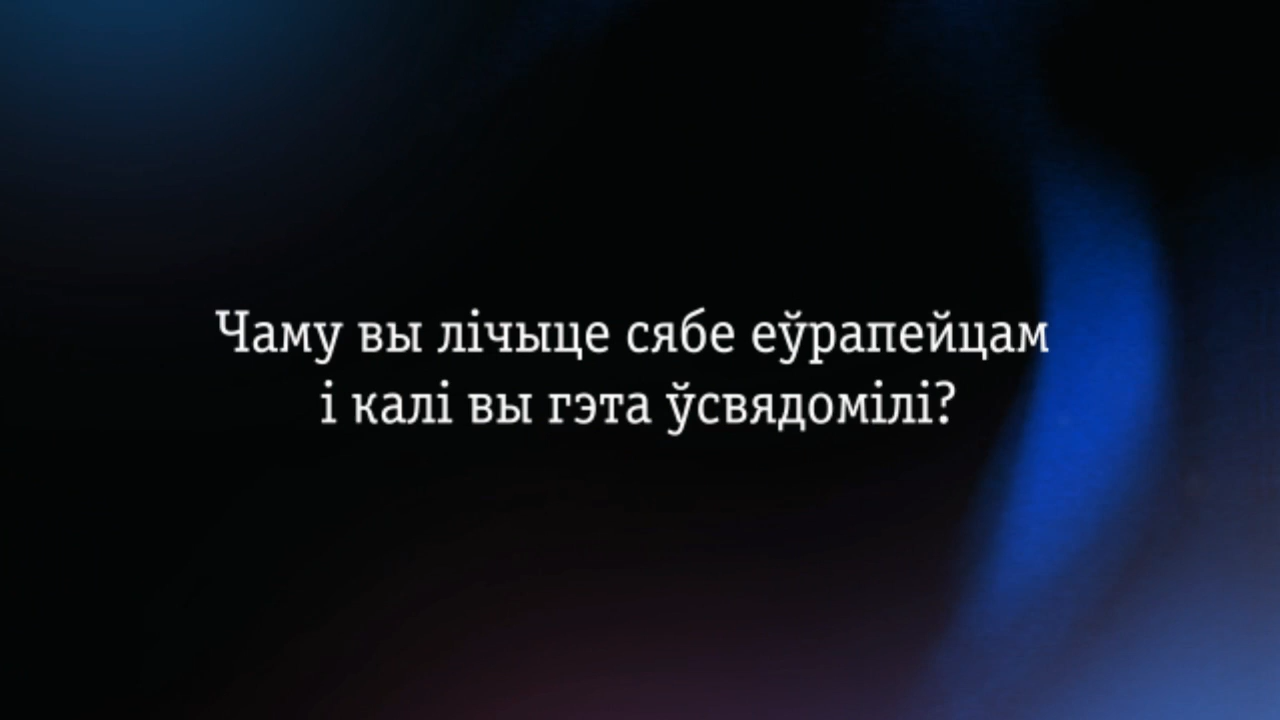 Чаму вы лічыце сябе еўрапейцам
і калі вы гэта ўсвядомілі?